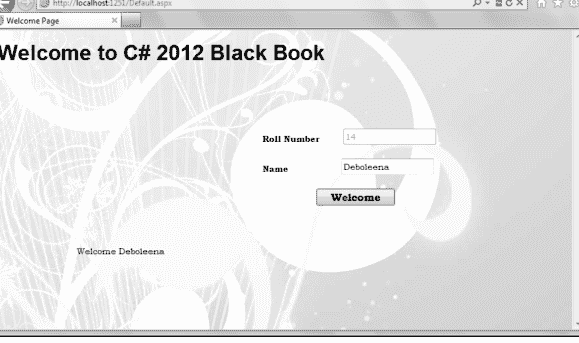 http://localhost:1251/Default.aspx
Welcome Page
Welcome to C# 2012 Black Book
Roll Number 14
Name Deboleena
Welcome
Welcome Deboleena